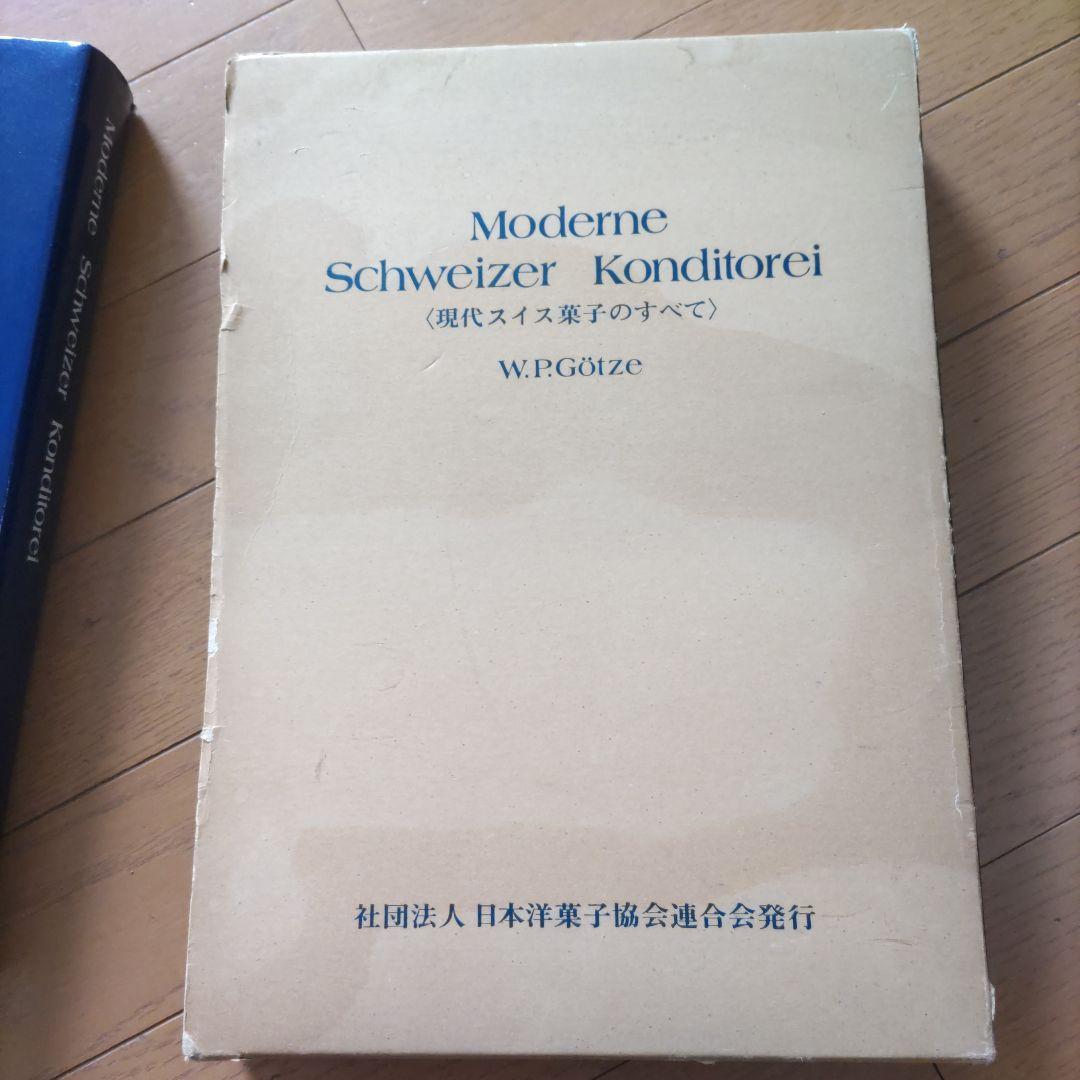 Moderne Schweizer Konditorei
Moderne
Schweizer Konditorei
〈現代スイス菓子のすべて〉
W.P.Götze
社団法人 日本洋菓子協会連合会発行